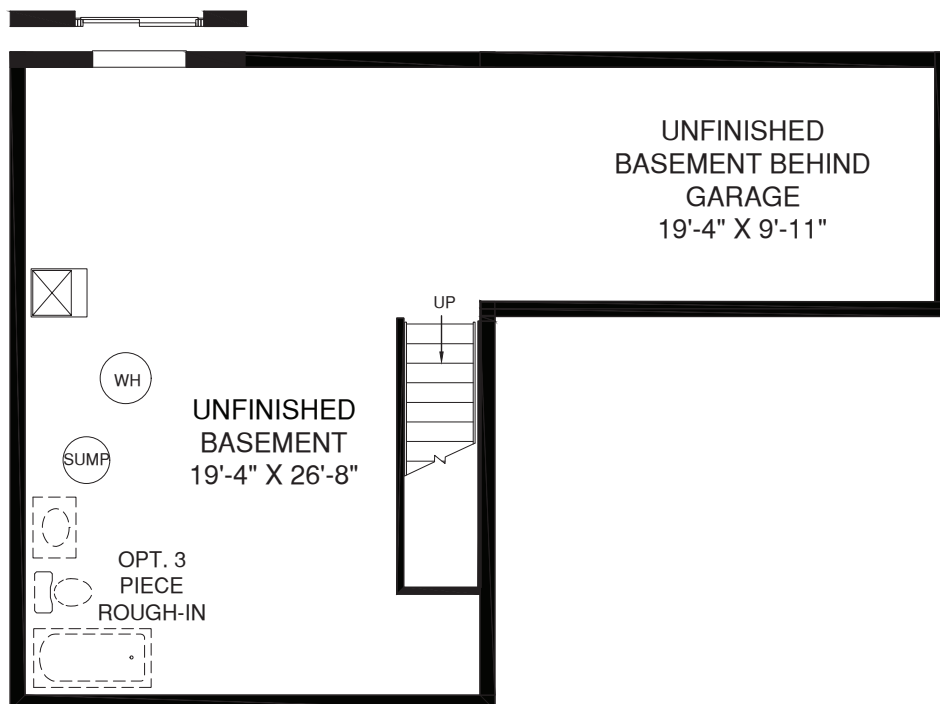 UNFINISHED
BASEMENT BEHIND
GARAGE
19'-4" X 9'-11"
UP
WH
UNFINISHED
BASEMENT
19'-4" X 26'-8"
SUMP
OPT. 3
PIECE
ROUGH-IN